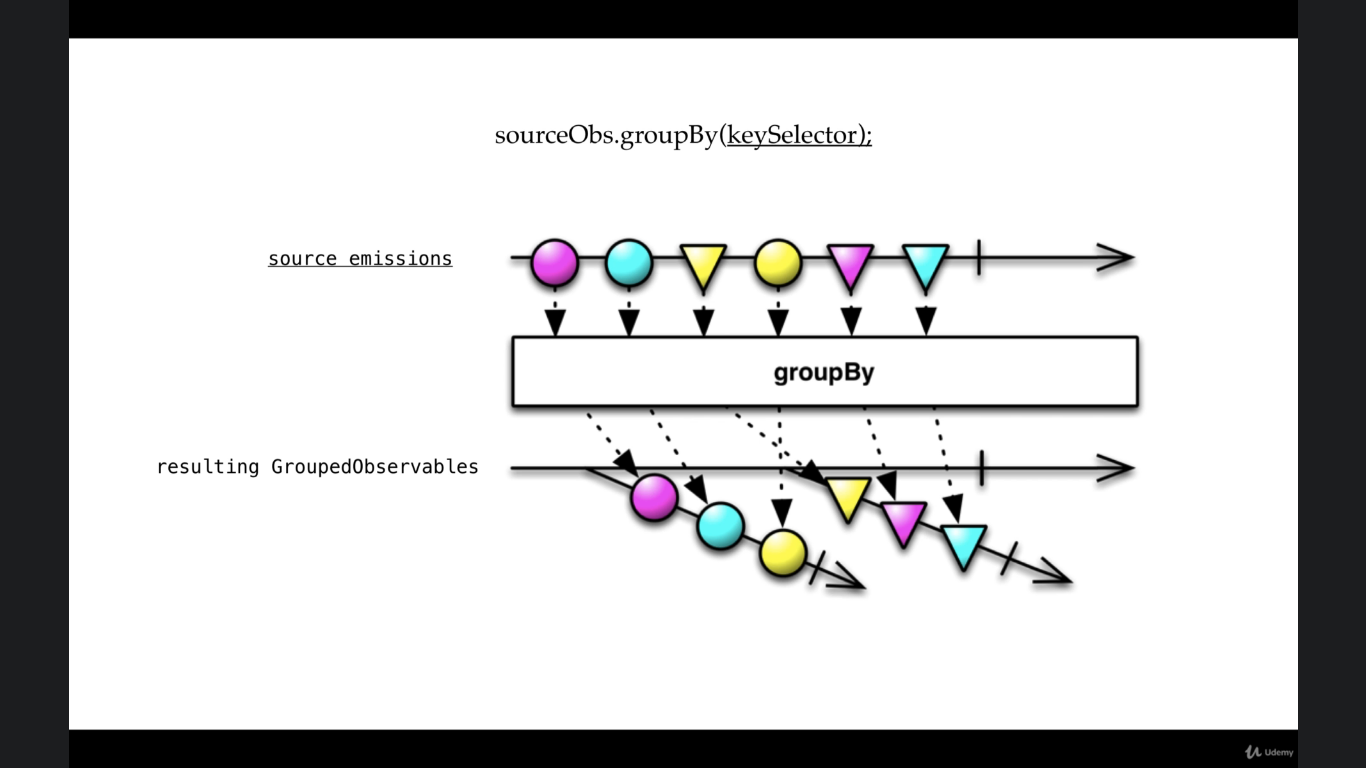 sourceObs.groupBy(keySelector);
source emissions
groupBy
resulting GroupedObservables
Udemy